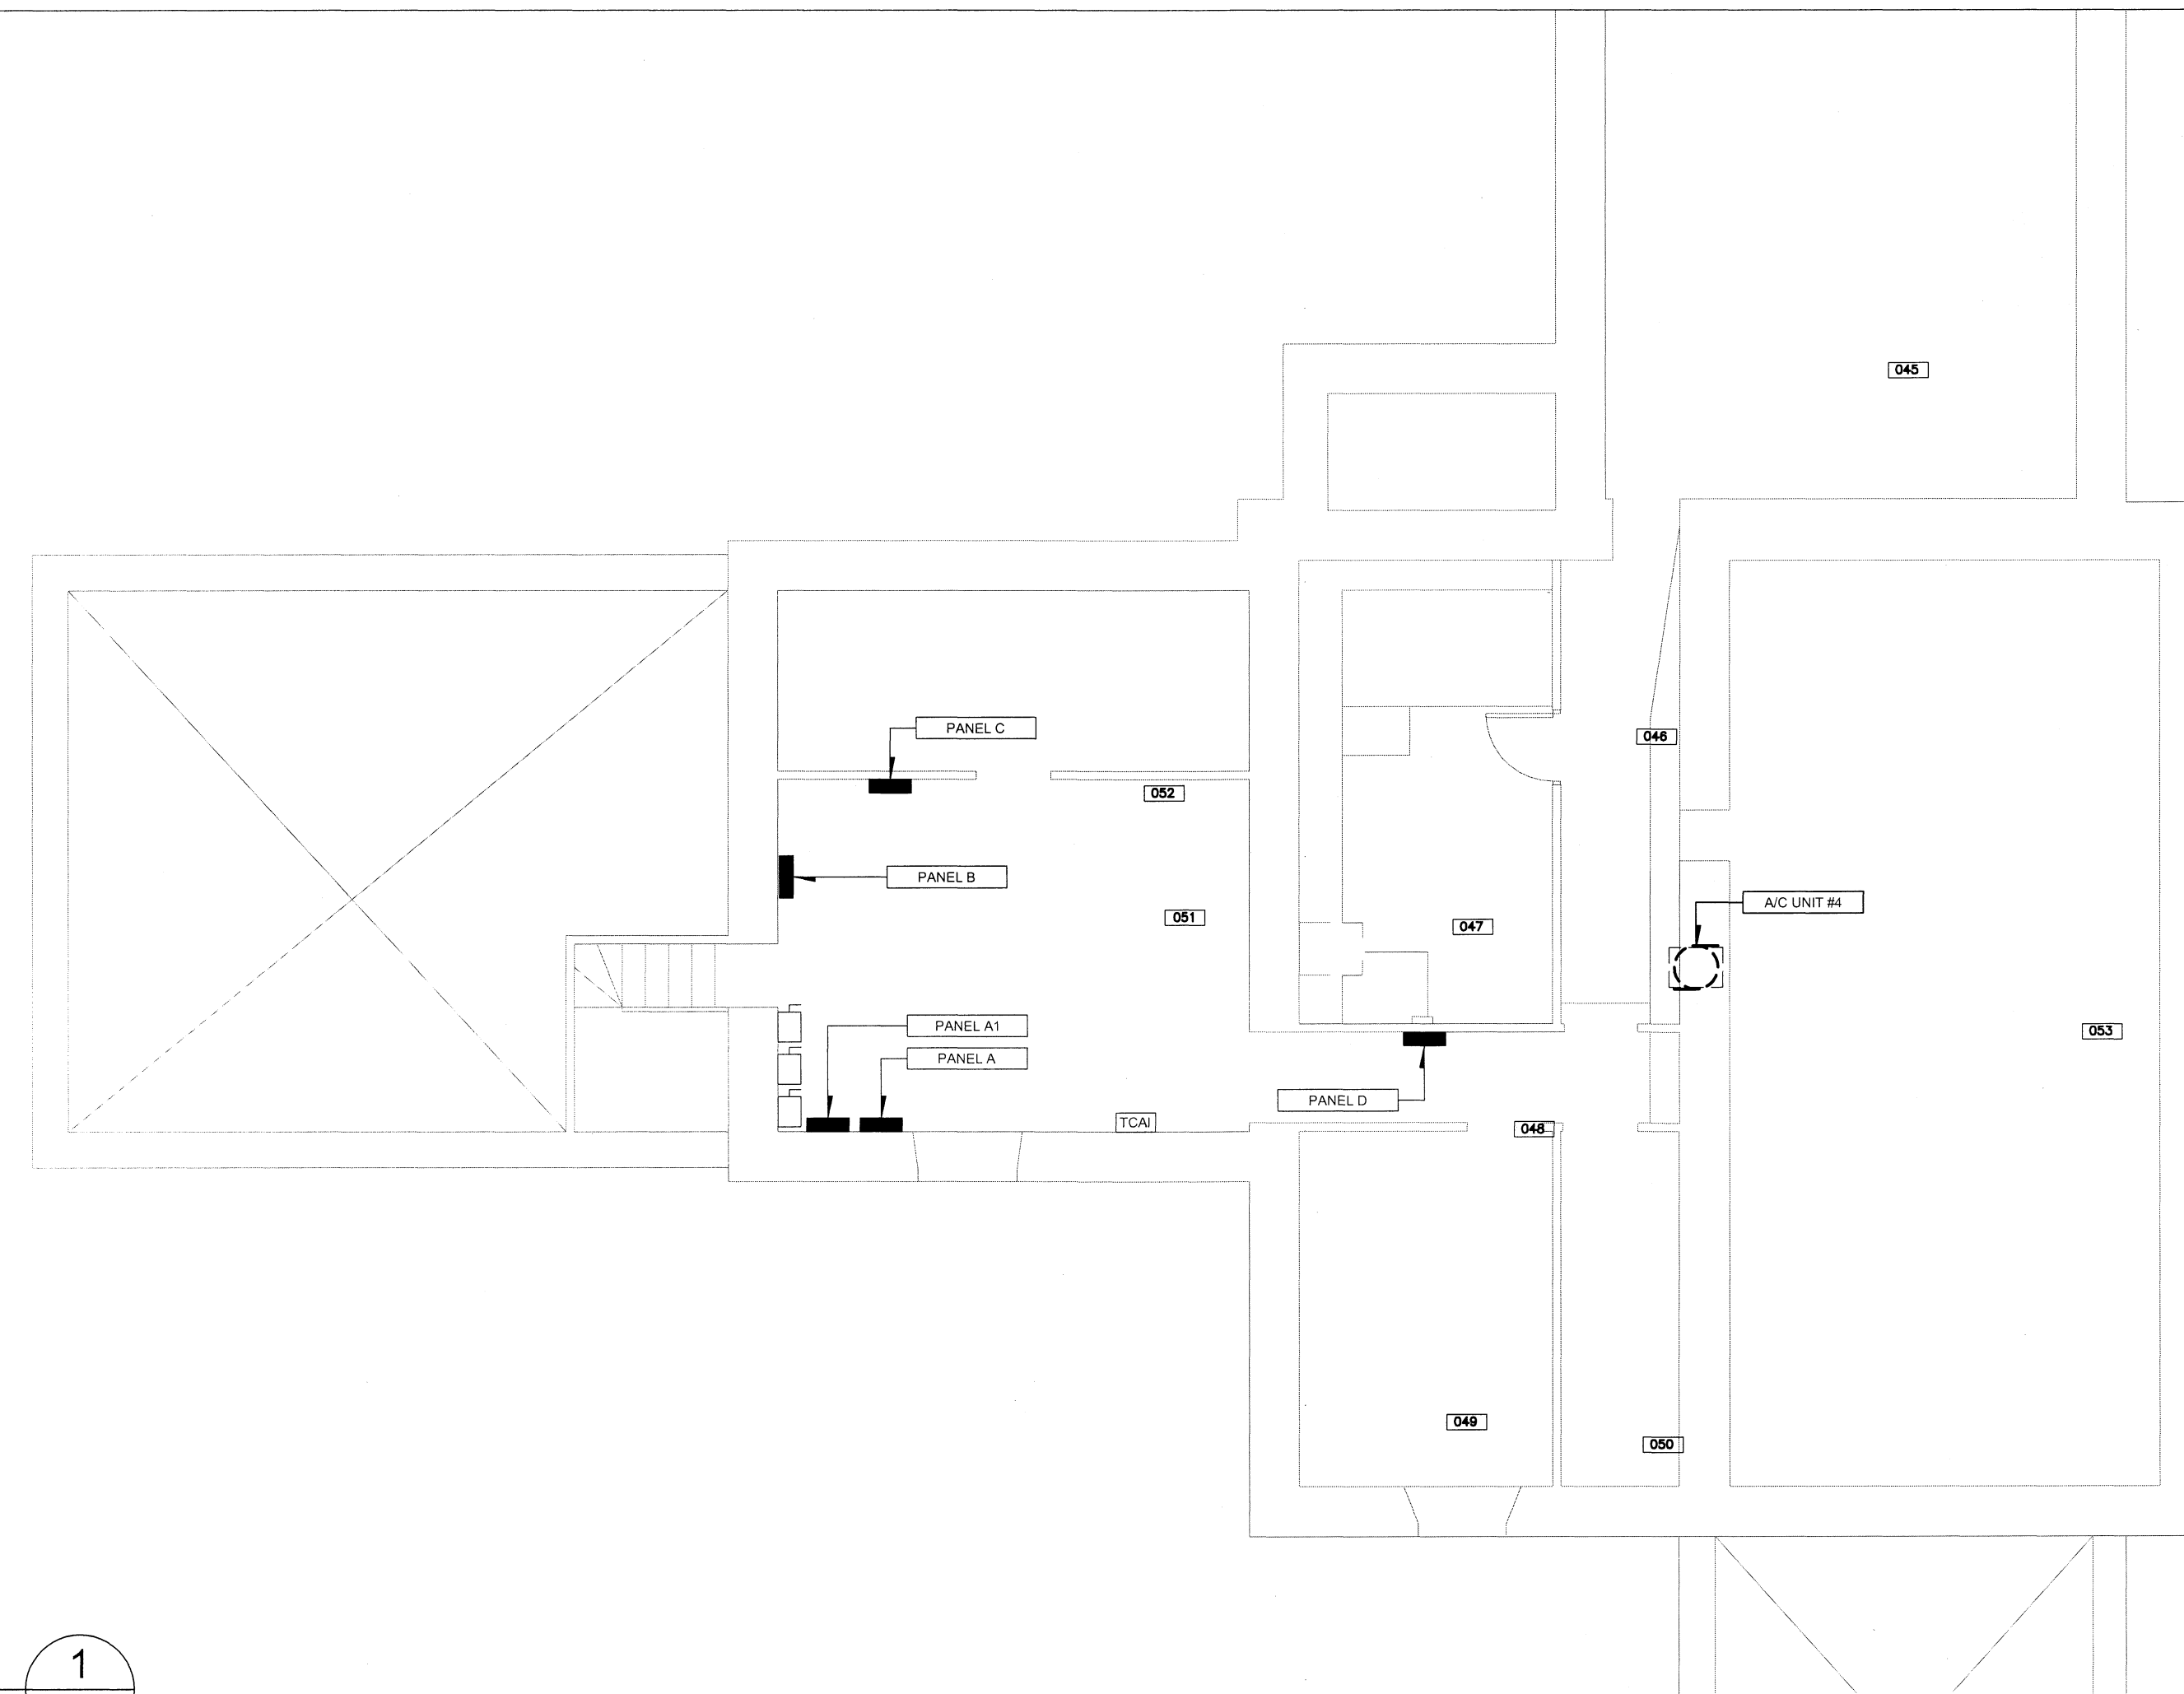 045
PANEL C
046
052
PANEL B
A/C UNIT #4
051
047
PANEL A1
053
PANEL A
PANEL D
TCAI
048
049
050
1